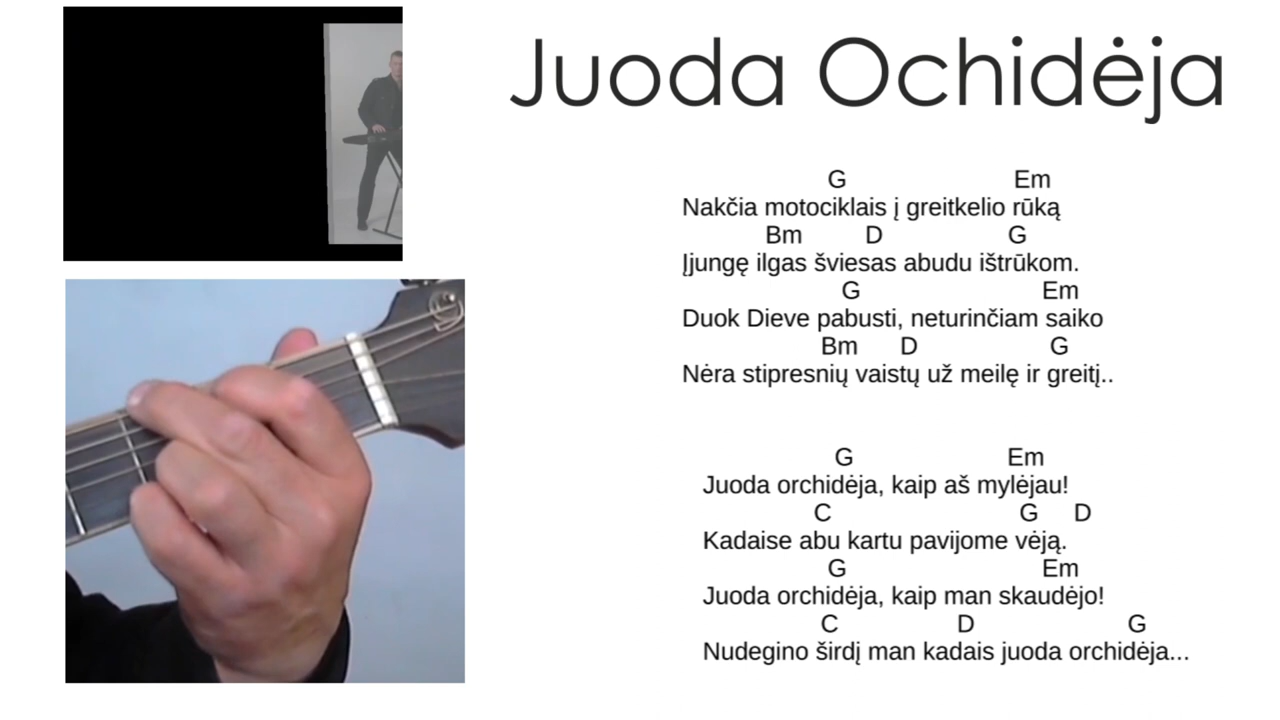 Juoda Ochidėja
G Em
Nakčia motociklais į greitkelio rūką
Bm D G
Įjungę ilgas šviesas abudu ištrūkom.
G Em
Duok Dieve pabusti, neturinčiam saiko
Bm D G
Nėra stipresnių vaistų už meilę ir greitį..
G Em
Juoda orchidėja, kaip aš mylėjau!
C G D
Kadaise abu kartu pavijome vėją.
G Em
Juoda orchidėja, kaip man skaudėjo!
C D G
Nudegino širdį man kadais juoda orchidėja...